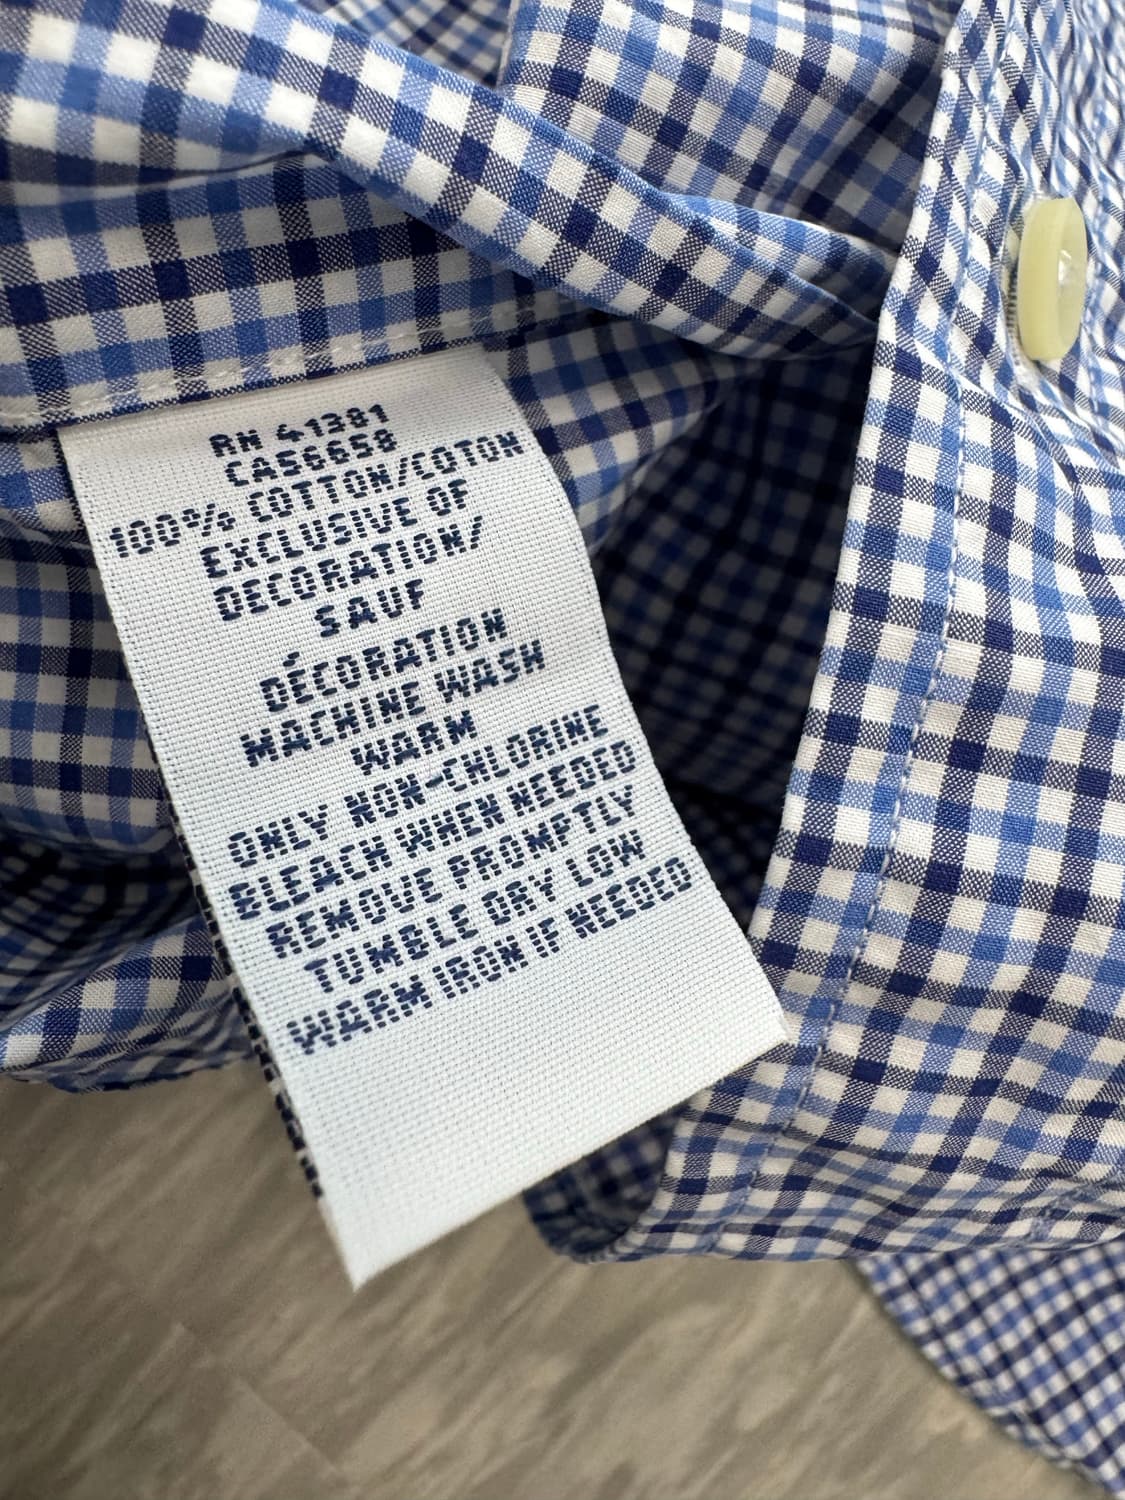 RN 41381
CA56658
100% COTTON/COTON
EXCLUSIVE OF
DECORATION/
SAUF
DÉCORATION
MACHINE WASH
WARM
ONLY NON-CHLORINE
BLEACH WHEN NEEDED
REMOVE PROMPTLY
TUMBLE DRY LOW
WARM IRON IF NEEDED